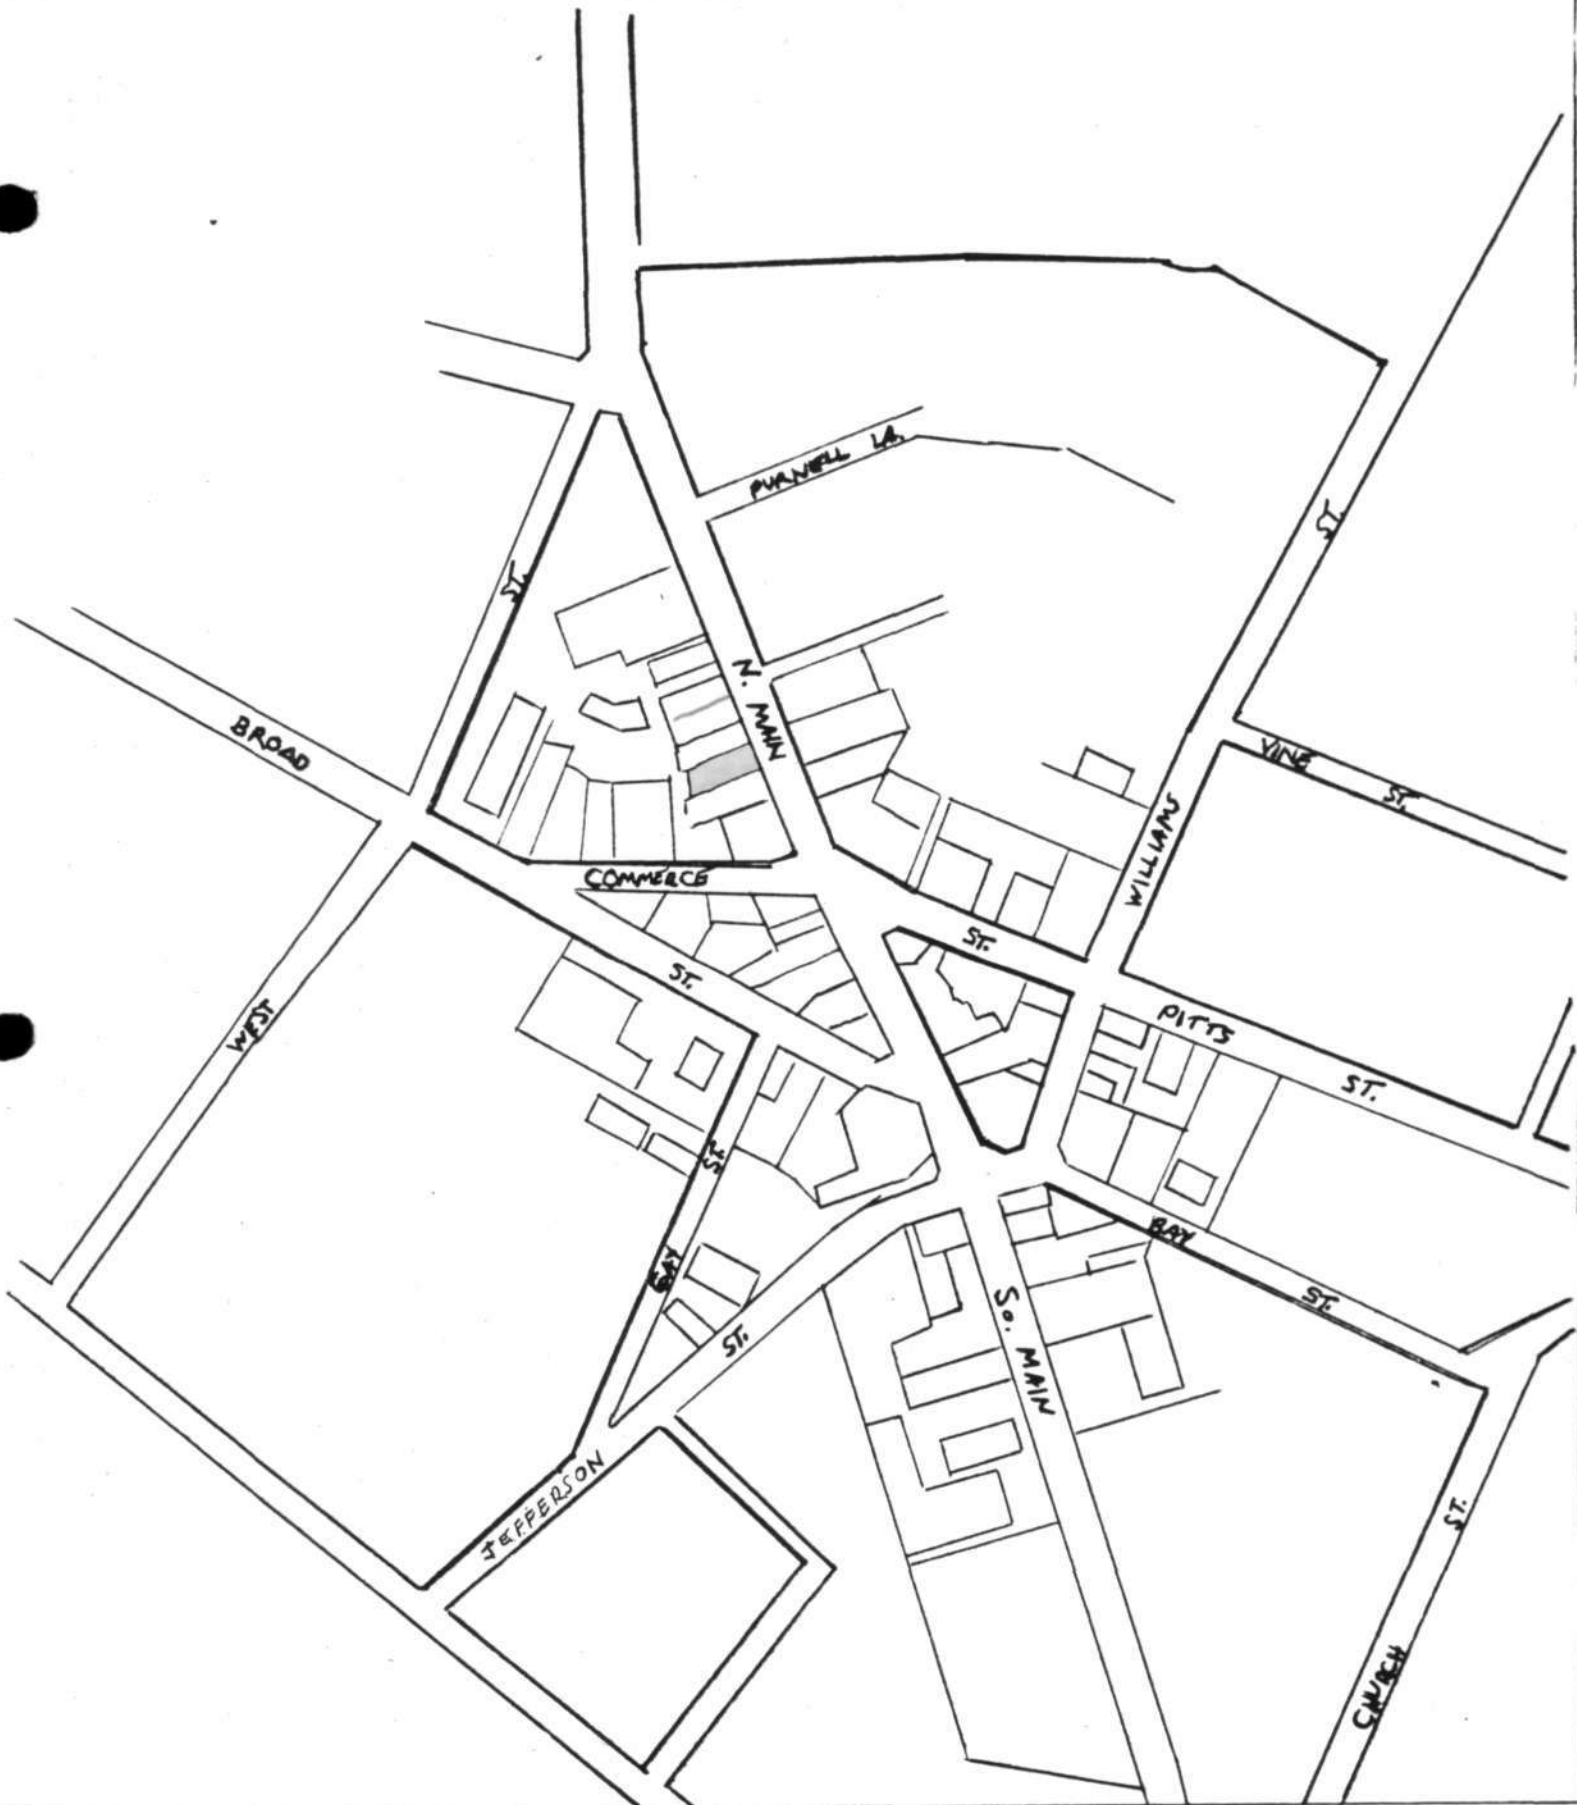 PURNELL LA.
ST.
ST.
N. MAIN
BROAD
VINE ST.
WILLIAMS
COMMERCE
ST.
ST.
WEST
PITTS ST.
ST.
BAY
BAY ST.
ST.
So. MAIN
JEFFERSON
ST.
CHURCH